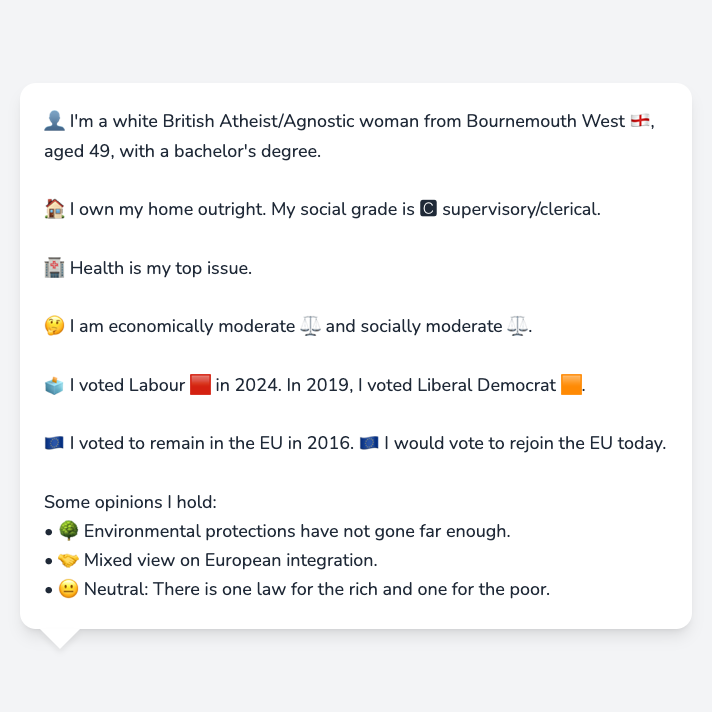 👤 I'm a white British Atheist/Agnostic woman from Bournemouth West 🏴󠁧󠁢󠁥󠁮󠁧󠁿,
aged 49, with a bachelor's degree.
🏠 I own my home outright. My social grade is 🅲 supervisory/clerical.
🏥 Health is my top issue.
🤔 I am economically moderate ⚖️ and socially moderate ⚖️.
🗳️ I voted Labour 🟥 in 2024. In 2019, I voted Liberal Democrat 🟧.
🇪🇺 I voted to remain in the EU in 2016. 🇪🇺 I would vote to rejoin the EU today.
Some opinions I hold:
• 🌳 Environmental protections have not gone far enough.
• 🤝 Mixed view on European integration.
• 😐 Neutral: There is one law for the rich and one for the poor.